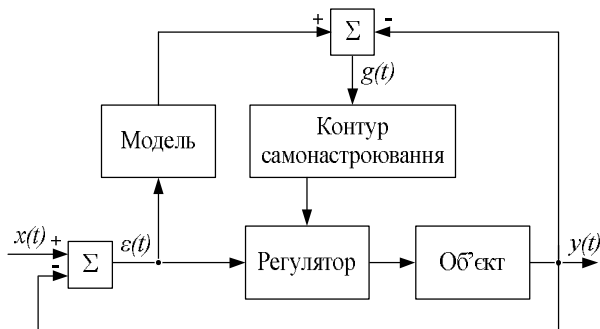 +
Σ
-
g(t)
Модель
Контур
самонастроювання
x(t)
+
-
Σ
ε(t)
Регулятор
Об'єкт
y(t)